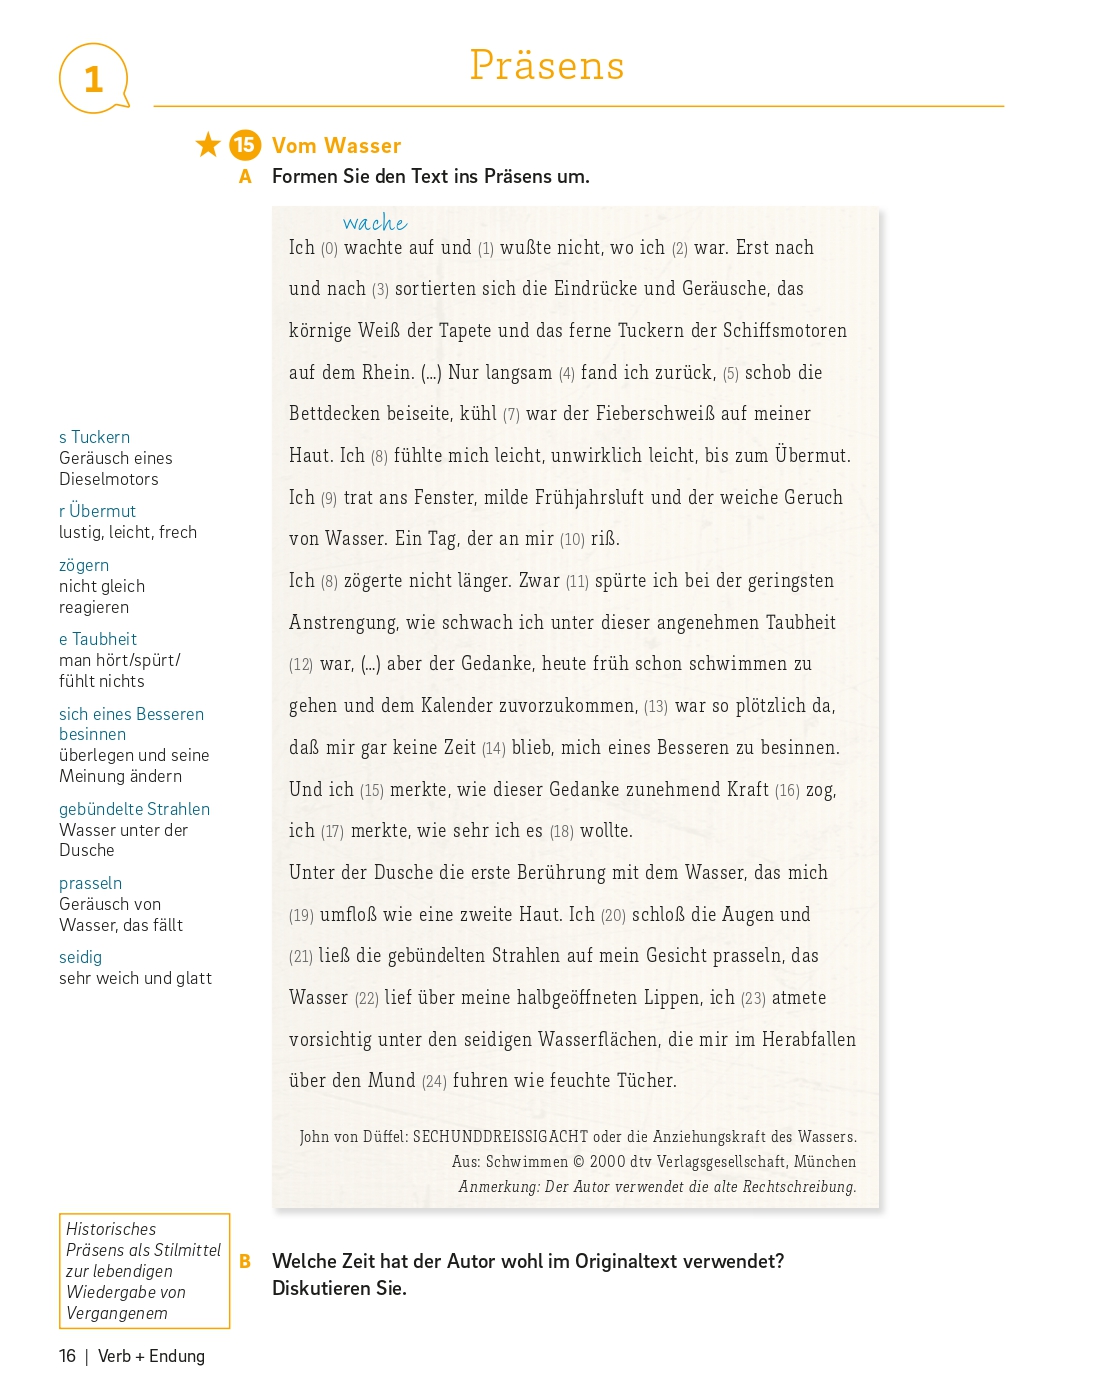 1
Präsens
15 Vom Wasser
A Formen Sie den Text ins Präsens um.
wache
Ich (0) wachte auf und (1) wußte nicht, wo ich (2) war. Erst nach
und nach (3) sortierten sich die Eindrücke und Geräusche, das
körnige Weiß der Tapete und das ferne Tuckern der Schiffsmotoren
auf dem Rhein. (…) Nur langsam (4) fand ich zurück, (5) schob die
Bettdecken beiseite, kühl (7) war der Fieberschweiß auf meiner
Haut. Ich (8) fühlte mich leicht, unwirklich leicht, bis zum Übermut.
Ich (9) trat ans Fenster, milde Frühjahrsluft und der weiche Geruch
von Wasser. Ein Tag, der an mir (10) riß.
Ich (8) zögerte nicht länger. Zwar (11) spürte ich bei der geringsten
Anstrengung, wie schwach ich unter dieser angenehmen Taubheit
(12) war, (…) aber der Gedanke, heute früh schon schwimmen zu
gehen und dem Kalender zuvorzukommen, (13) war so plötzlich da,
daß mir gar keine Zeit (14) blieb, mich eines Besseren zu besinnen.
Und ich (15) merkte, wie dieser Gedanke zunehmend Kraft (16) zog,
ich (17) merkte, wie sehr ich es (18) wollte.
Unter der Dusche die erste Berührung mit dem Wasser, das mich
(19) umfloß wie eine zweite Haut. Ich (20) schloß die Augen und
(21) ließ die gebündelten Strahlen auf mein Gesicht prasseln, das
Wasser (22) lief über meine halbgeöffneten Lippen, ich (23) atmete
vorsichtig unter den seidigen Wasserflächen, die mir im Herabfallen
über den Mund (24) fuhren wie feuchte Tücher.
John von Düffel: SECHUNDDREISSIGACHT oder die Anziehungskraft des Wassers.
Aus: Schwimmen © 2000 dtv Verlagsgesellschaft, München
Anmerkung: Der Autor verwendet die alte Rechtschreibung.
s Tuckern
Geräusch eines
Dieselmotors
r Übermut
lustig, leicht, frech
zögern
nicht gleich
reagieren
e Taubheit
man hört/spürt/
fühlt nichts
sich eines Besseren
besinnen
überlegen und seine
Meinung ändern
gebündelte Strahlen
Wasser unter der
Dusche
prasseln
Geräusch von
Wasser, das fällt
seidig
sehr weich und glatt
Historisches
Präsens als Stilmittel
zur lebendigen
Wiedergabe von
Vergangenem
B Welche Zeit hat der Autor wohl im Originaltext verwendet?
Diskutieren Sie.
16 | Verb + Endung